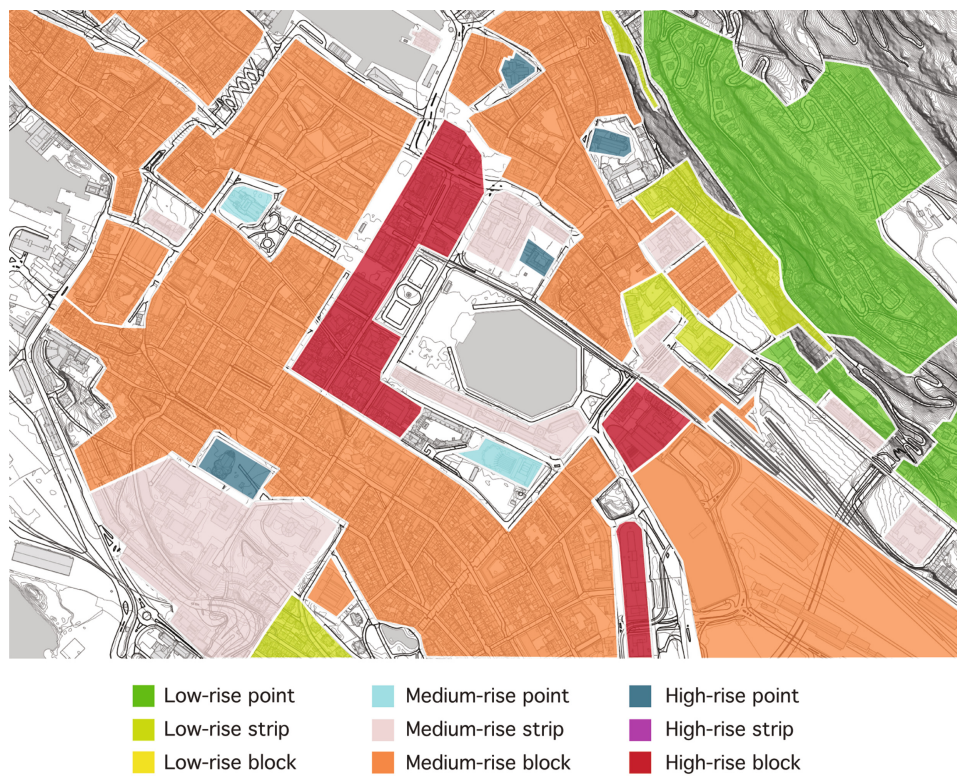 Low-rise point Medium-rise point High-rise point
Low-rise strip Medium-rise strip High-rise strip
Low-rise block Medium-rise block High-rise block